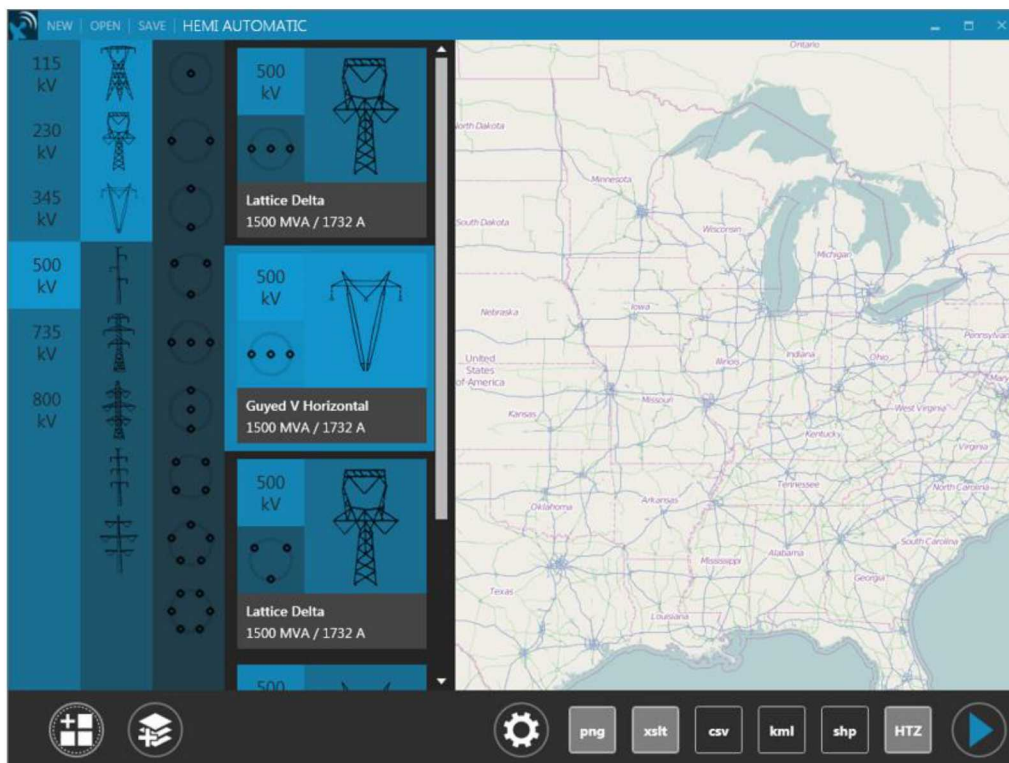 NEW | OPEN | SAVE | HEMI AUTOMATIC
115
kV
230
kV
345
kV
500
kV
735
kV
800
kV
500
kV
Lattice Delta
1500 MVA / 1732 A
500
kV
Guyed V Horizontal
1500 MVA / 1732 A
500
kV
Lattice Delta
1500 MVA / 1732 A
500
Ontario
North Dakota
Minnesota
South Dakota
Wisconsin
Michigan
Nebraska
Iowa
Pennsylvan
United
States
of America
Illinois
Indiana
Ohio
Mary
Kansas
Missouri
West Virginia
Kentucky
Virginia
Tennessee
North Carolina
Oklahoma
Arkansas
South Carolina
Mississippi
Alabama
Georgia
Texas
Louisiana
png
xslt
csv
kml
shp
HTZ